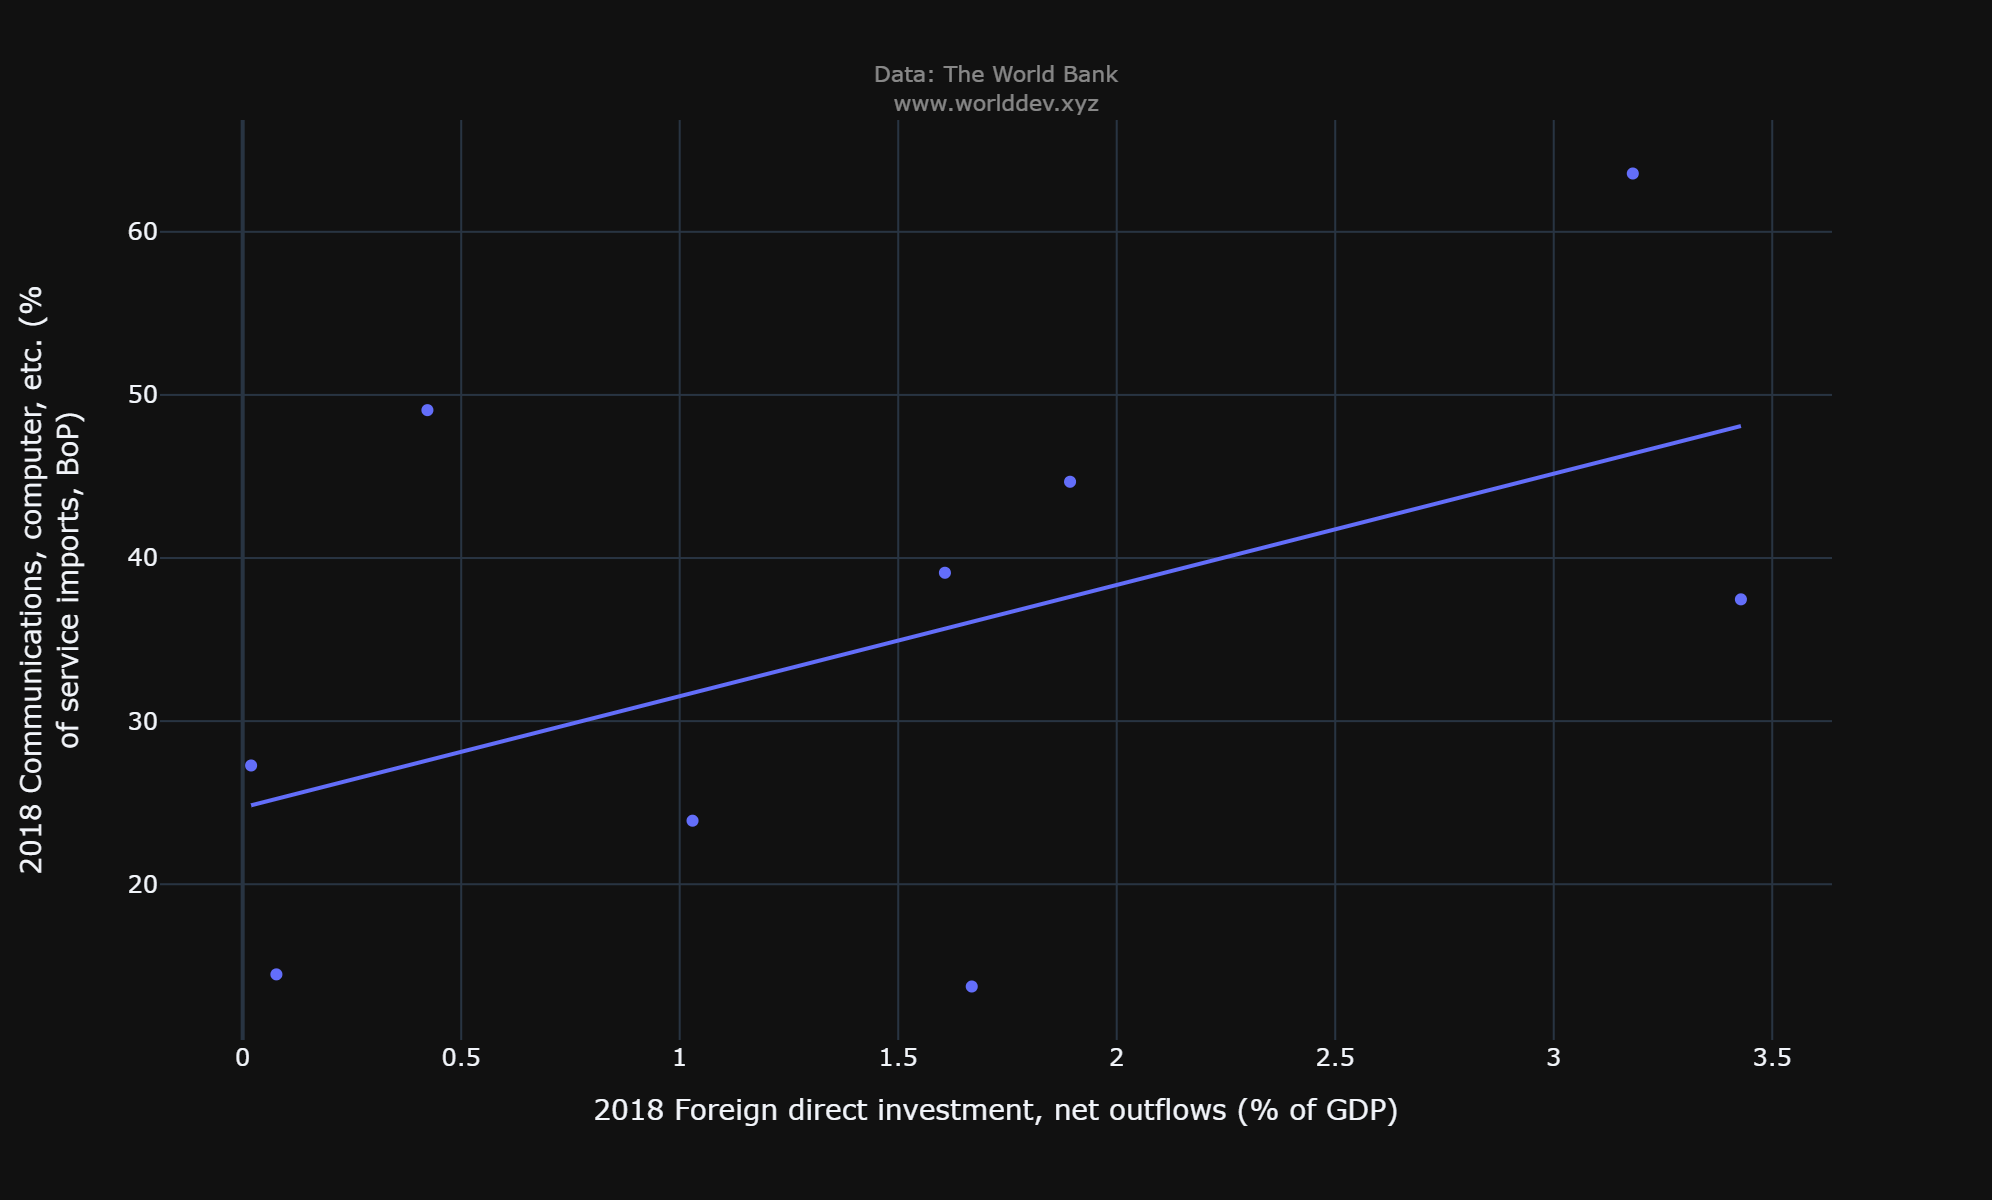 Data: The World Bank
www.worlddev.xyz
60
50
40
30
20
2018 Communications, computer, etc. (%
of service imports, BoP)
0 0.5 1 1.5 2 2.5 3 3.5
2018 Foreign direct investment, net outflows (% of GDP)